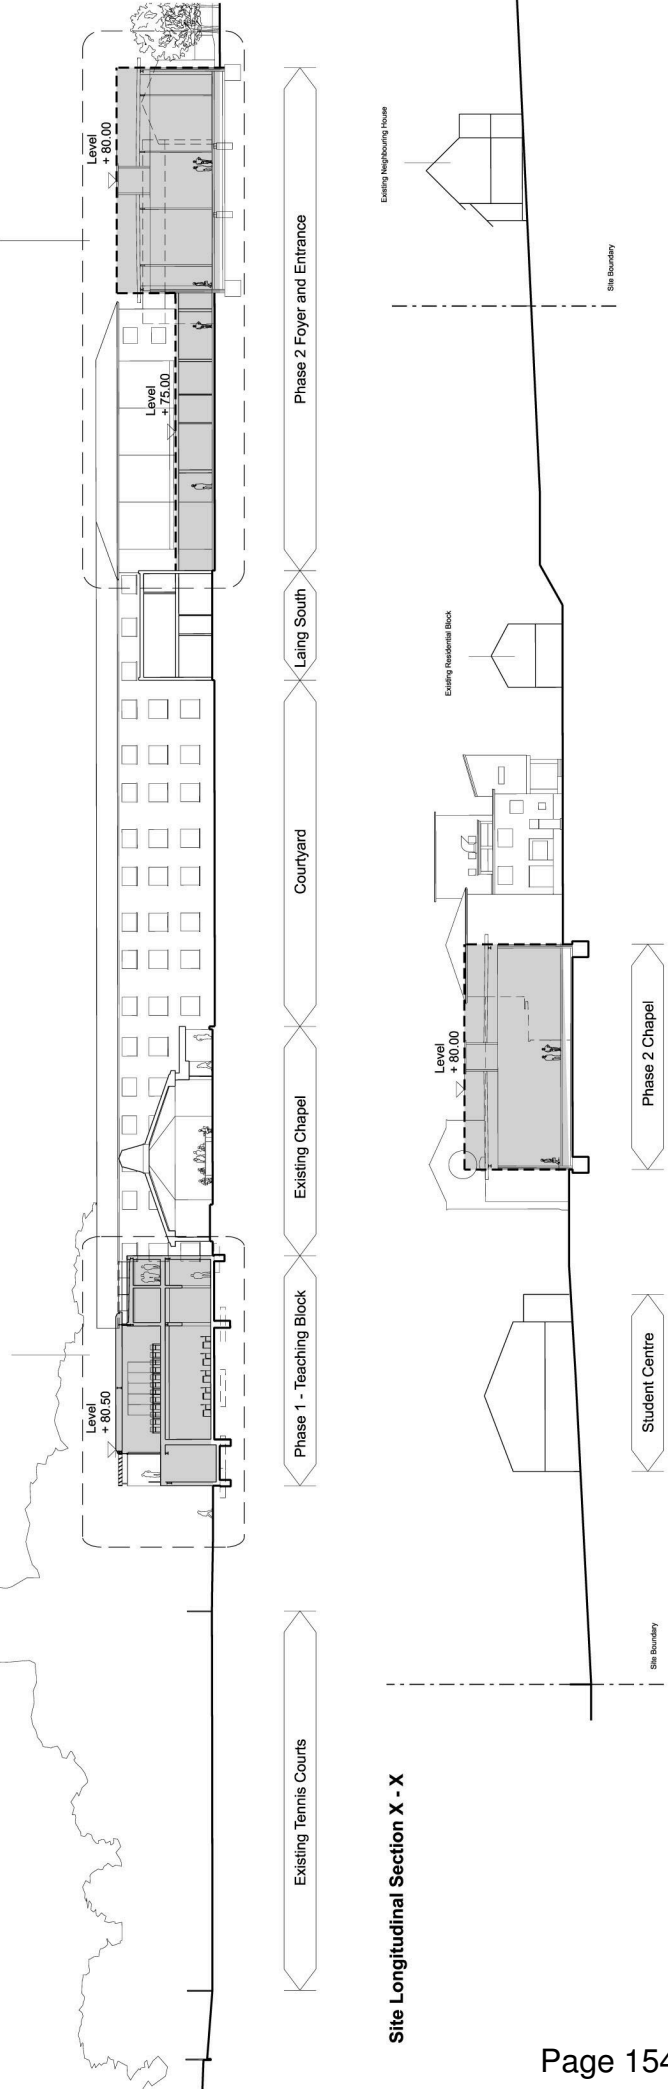 Existing Tennis Courts
Phase 1 - Teaching Block
Existing Chapel
Courtyard
Laing South
Phase 2 Foyer and Entrance
Level
+ 80.50
Level
+ 75.00
Level
+ 80.00
Site Longitudinal Section X - X
Site Boundary
Student Centre
Phase 2 Chapel
Level
+ 80.00
Existing Residential Block
Site Boundary
Existing Neighbouring House
Page 154